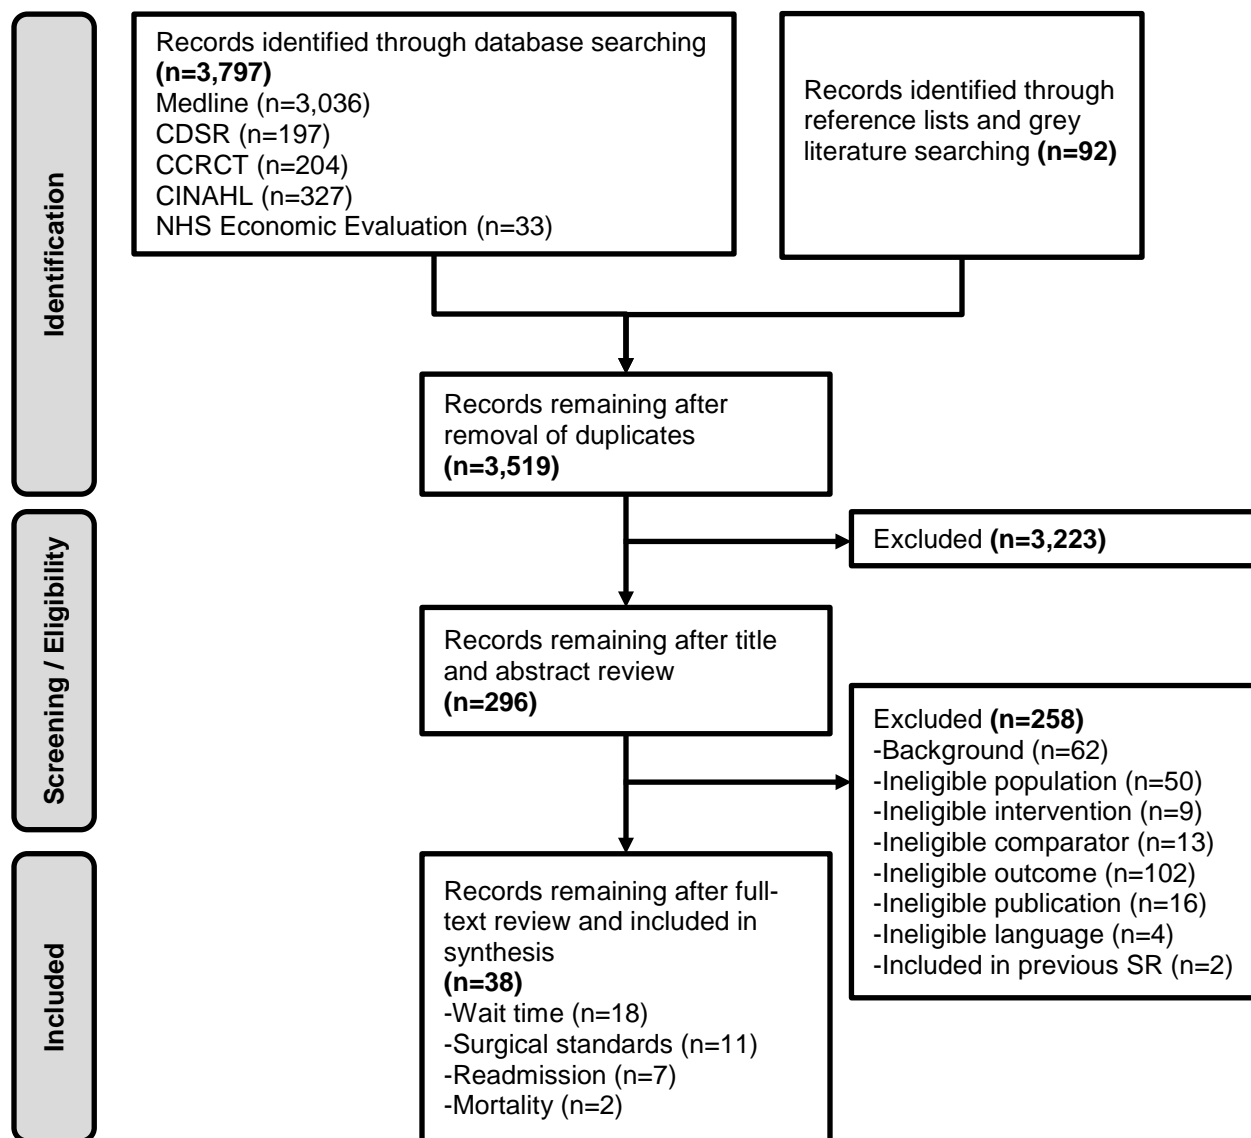 Identification
Records identified through database searching
(n=3,797)
Medline (n=3,036)
CDSR (n=197)
CCRCT (n=204)
CINAHL (n=327)
NHS Economic Evaluation (n=33)
Records identified through
reference lists and grey
literature searching (n=92)
Records remaining after
removal of duplicates
(n=3,519)
Screening / Eligibility
Excluded (n=3,223)
Records remaining after title
and abstract review
(n=296)
Excluded (n=258)
-Background (n=62)
-Ineligible population (n=50)
-Ineligible intervention (n=9)
-Ineligible comparator (n=13)
-Ineligible outcome (n=102)
-Ineligible publication (n=16)
-Ineligible language (n=4)
-Included in previous SR (n=2)
Included
Records remaining after full-
text review and included in
synthesis
(n=38)
-Wait time (n=18)
-Surgical standards (n=11)
-Readmission (n=7)
-Mortality (n=2)